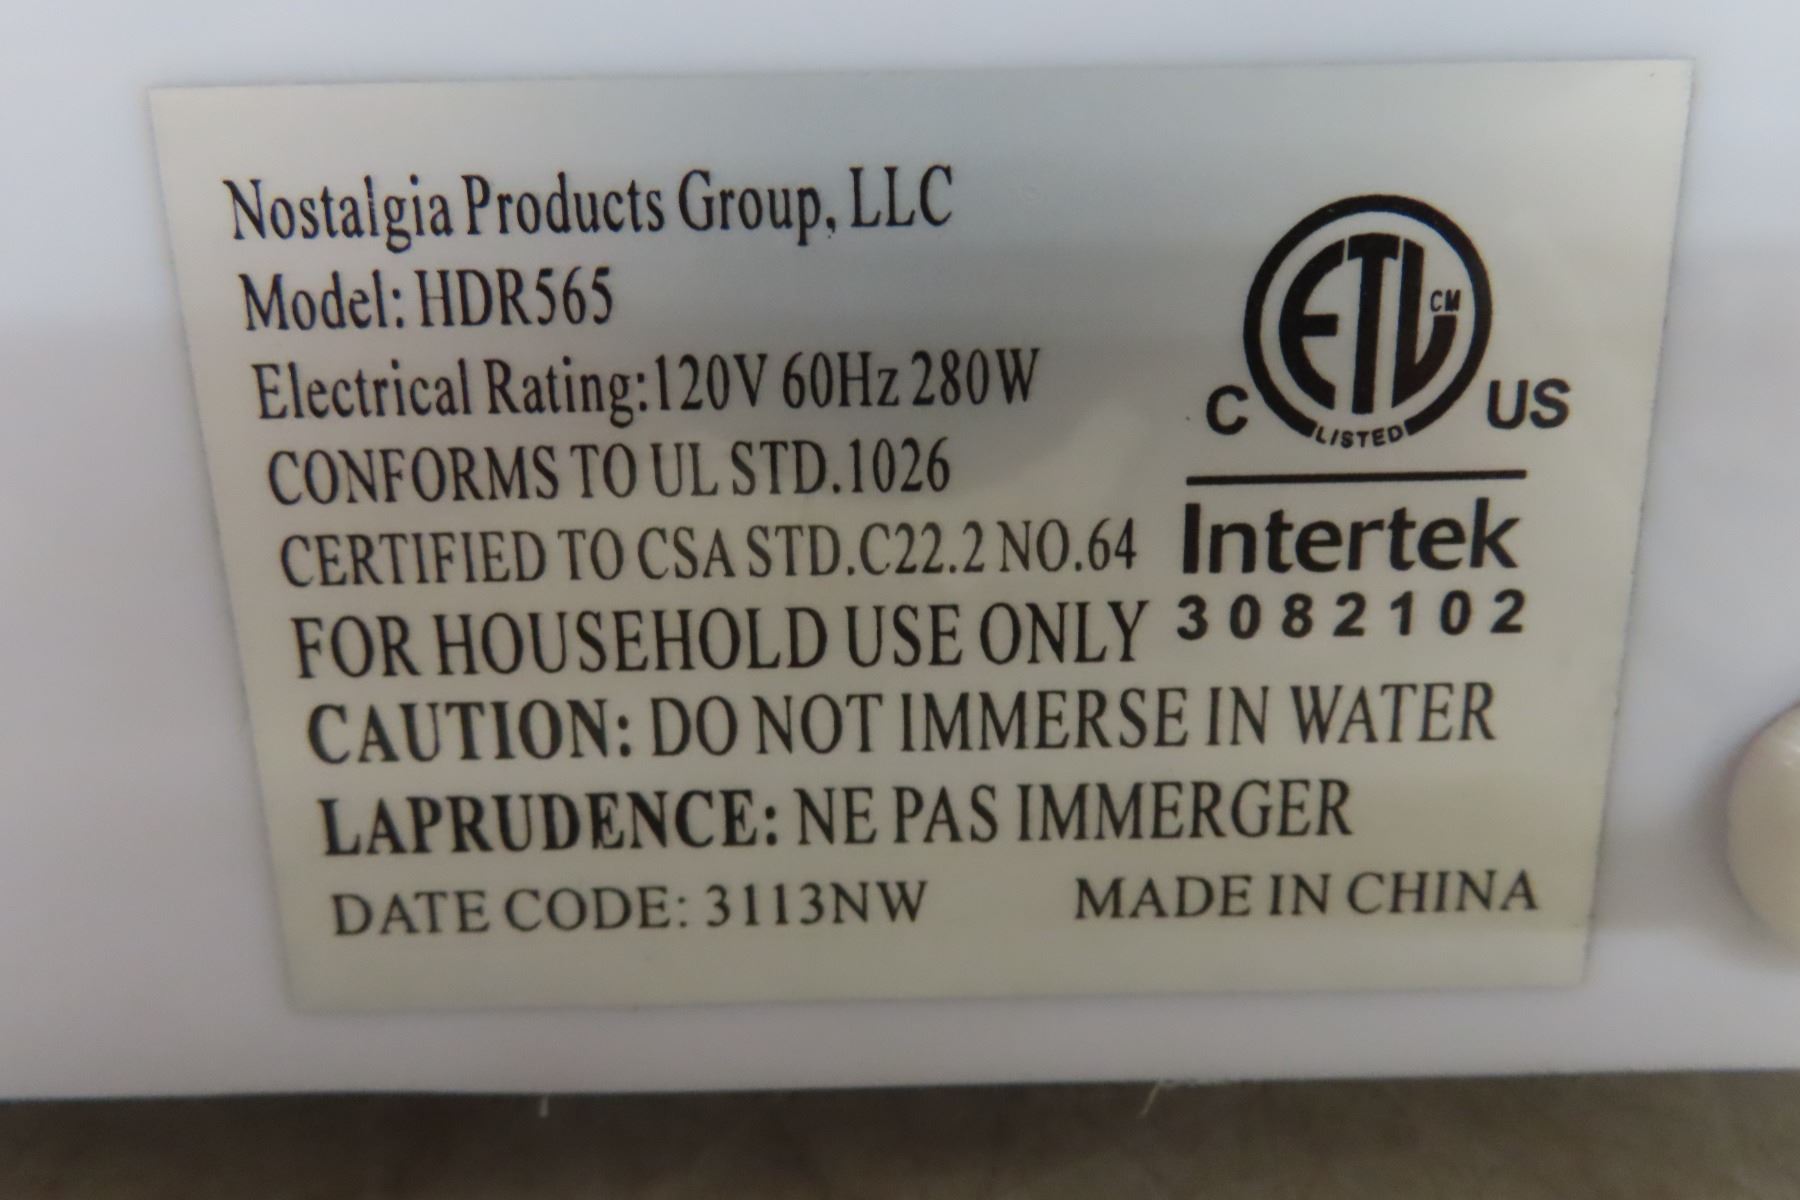 Nostalgia Products Group, LLC
Model: HDR565
Electrical Rating:120V 60Hz 280W
CONFORMS TO UL STD.1026
CERTIFIED TO CSA STD.C22.2 NO.64
FOR HOUSEHOLD USE ONLY
CAUTION: DO NOT IMMERSE IN WATER
LAPRUDENCE: NE PAS IMMERGER
DATE CODE: 3113NW MADE IN CHINA
ETL CM
C US
LISTED
Intertek
3082102